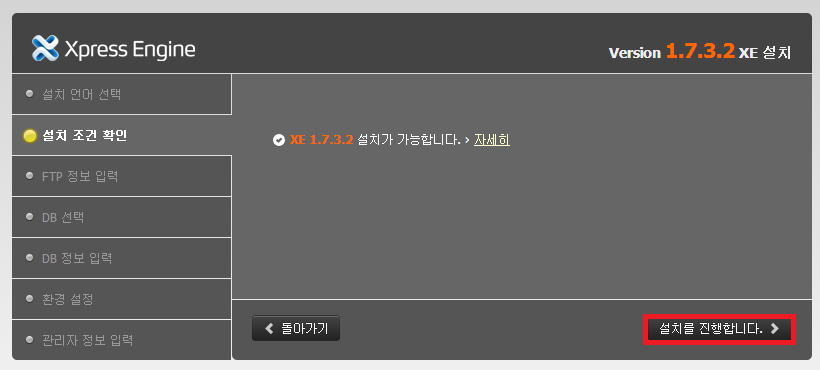 Xpress Engine
Version 1.7.3.2 XE 설치
설치 언어 선택
설치 조건 확인
FTP 정보 입력
DB 선택
DB 정보 입력
환경 설정
관리자 정보 입력
XE 1.7.3.2 설치가 가능합니다. › 자세히
돌아가기
설치를 진행합니다.